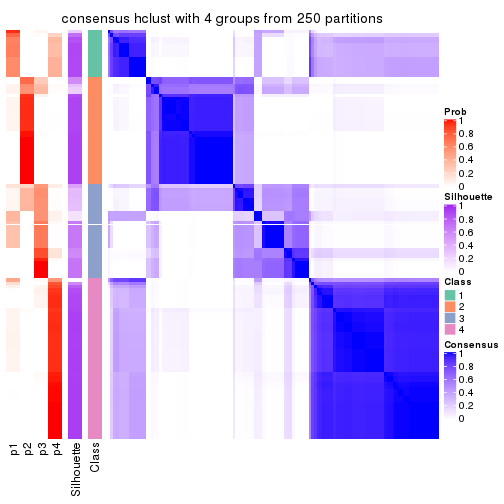 consensus hclust with 4 groups from 250 partitions
Prob
1
0.8
0.6
0.4
0.2
0
Silhouette
1
0.8
0.6
0.4
0.2
0
Class
1
2
3
4
Consensus
1
0.8
0.6
0.4
0.2
0
p1
p2
p3
p4
Silhouette
Class